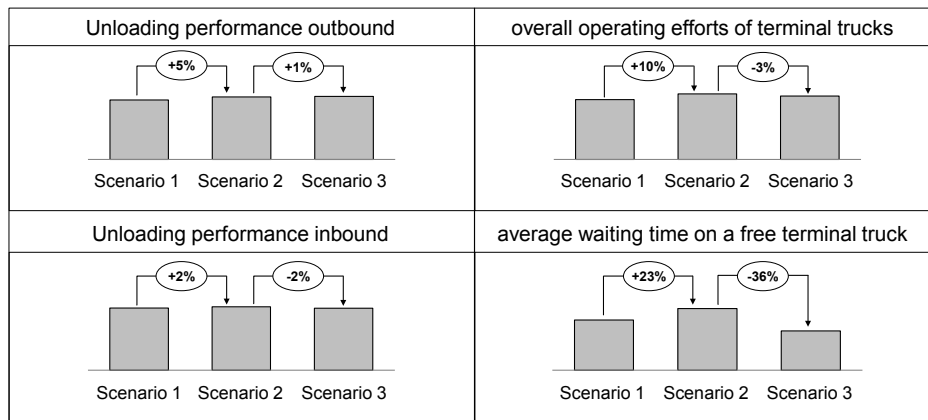 Unloading performance outbound
+5%
+1%
Scenario 1 Scenario 2 Scenario 3
overall operating efforts of terminal trucks
+10%
-3%
Scenario 1 Scenario 2 Scenario 3
Unloading performance inbound
+2%
-2%
Scenario 1 Scenario 2 Scenario 3
average waiting time on a free terminal truck
+23%
-36%
Scenario 1 Scenario 2 Scenario 3